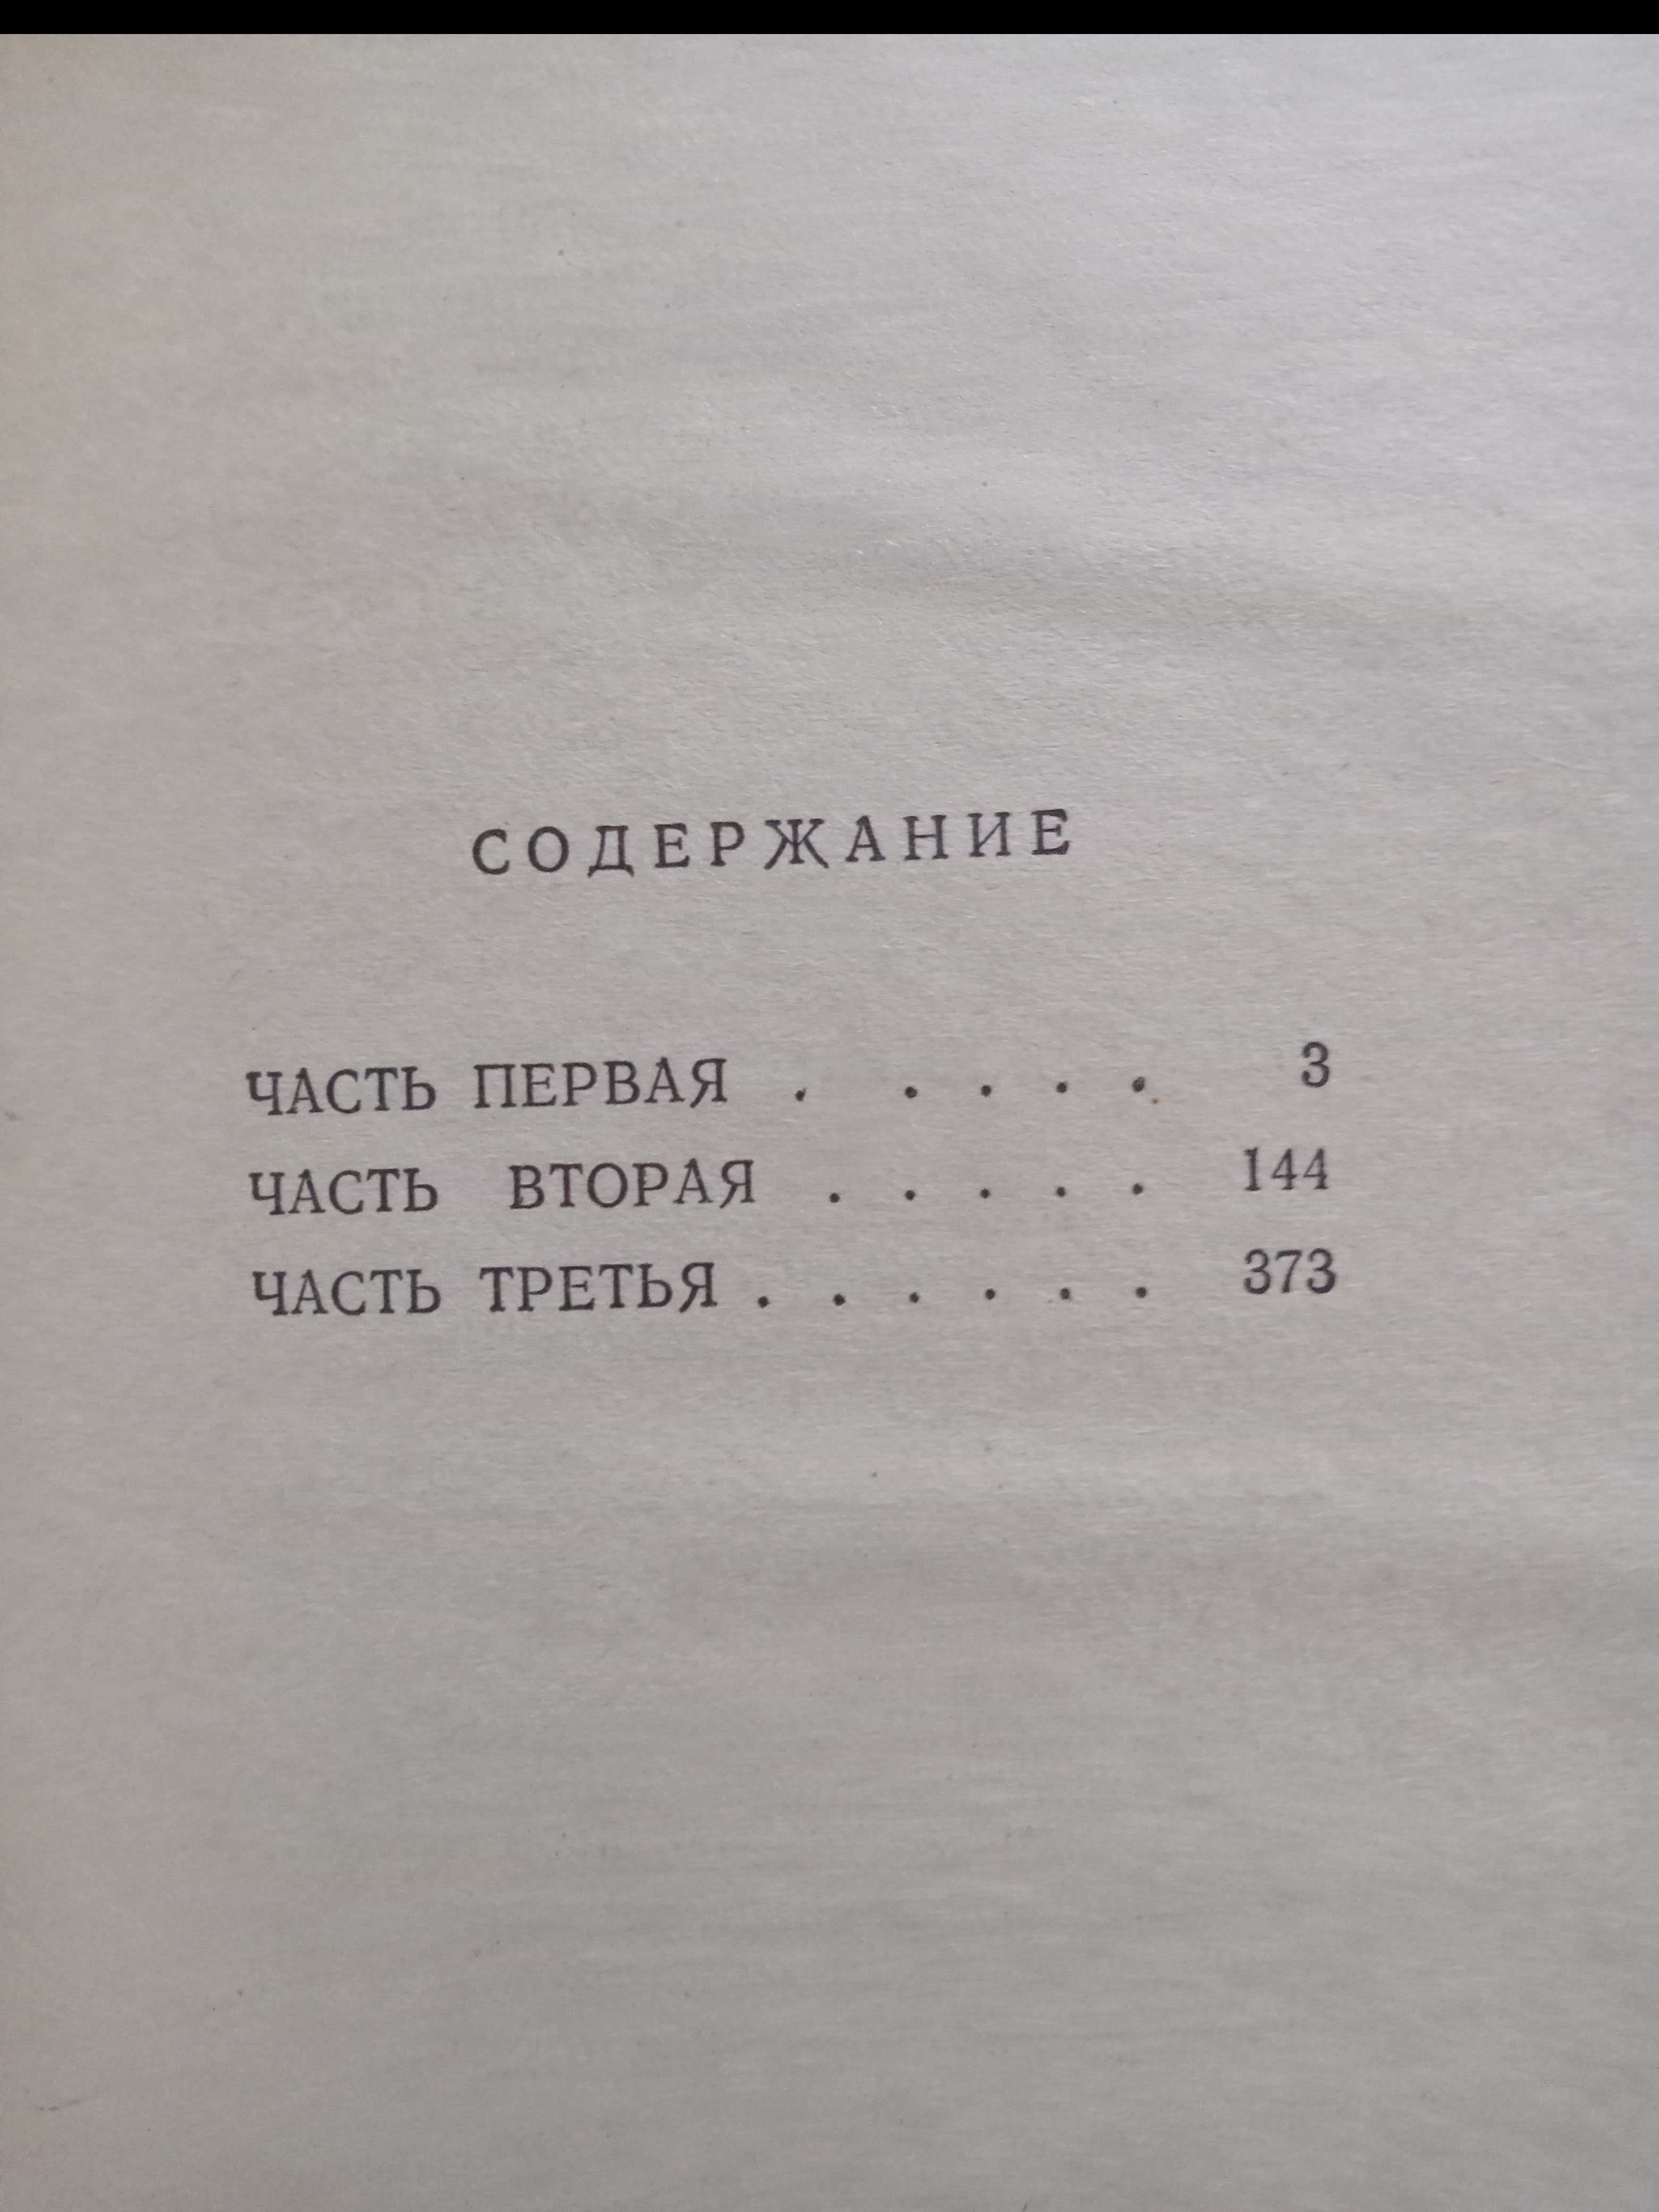 СОДЕРЖАНИЕ
ЧАСТЬ ПЕРВАЯ . . . . . 3
ЧАСТЬ ВТОРАЯ . . . . . 144
ЧАСТЬ ТРЕТЬЯ . . . . . . 373